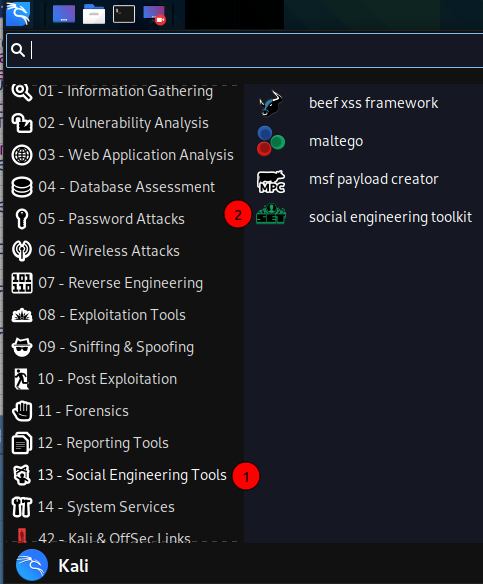 01 - Information Gathering
02 - Vulnerability Analysis
03 - Web Application Analysis
04 - Database Assessment
05 - Password Attacks
06 - Wireless Attacks
07 - Reverse Engineering
08 - Exploitation Tools
09 - Sniffing & Spoofing
10 - Post Exploitation
11 - Forensics
12 - Reporting Tools
13 - Social Engineering Tools
1
14 - System Services
42 - Kali & OffSec Links
beef xss framework
maltego
MPC
msf payload creator
2
SET
social engineering toolkit
Kali